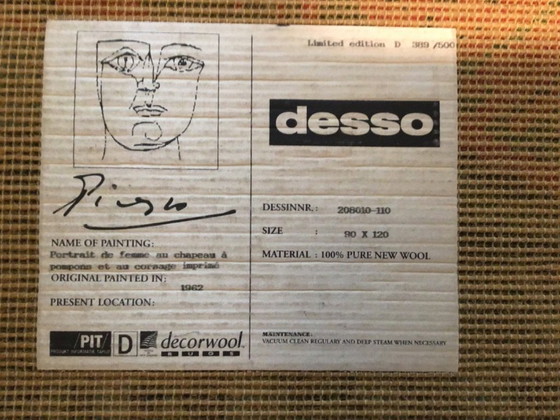 Limited edition D 389 /500
desso
Picasso
DESSINNR. : 208010-110
SIZE : 90 X 120
MATERIAL : 100% PURE NEW WOOL
NAME OF PAINTING:
Portrait de femme au chapeau à
pompons et au corsage imprimé
ORIGINAL PAINTED IN:
1962
PRESENT LOCATION:
PIT
D
decorwool
RUGS
MAINTENANCE:
VACUUM CLEAN REGULARY AND DEEP STEAM WHEN NECESSARY